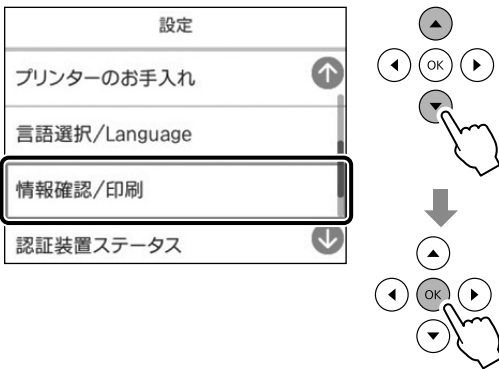 設定
プリンターのお手入れ
言語選択/Language
情報確認/印刷
認証装置ステータス
OK
OK